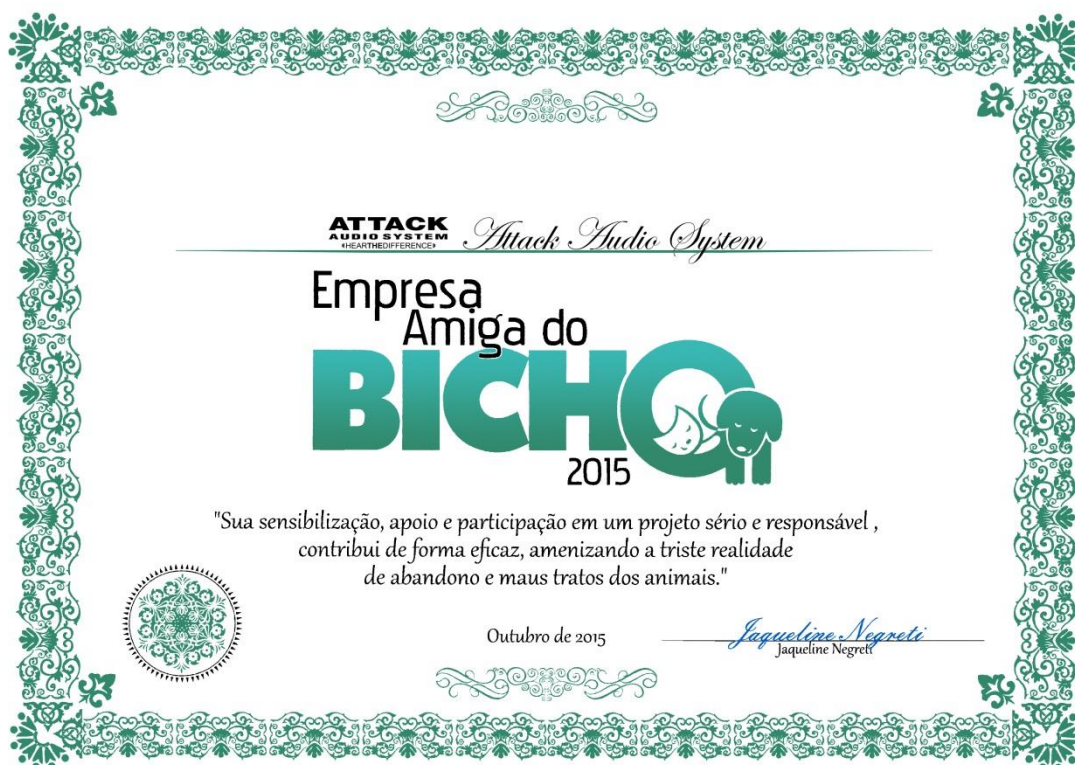 ATTACK
AUDIO SYSTEM
«HEARTHEDIFFERENCE»
Attack Audio System
Empresa
Amiga do
BICHO
2015
"Sua sensibilização, apoio e participação em um projeto sério e responsável ,
contribui de forma eficaz, amenizando a triste realidade
de abandono e maus tratos dos animais."
Outubro de 2015
Jaqueline Negreti
Jaqueline Negreti